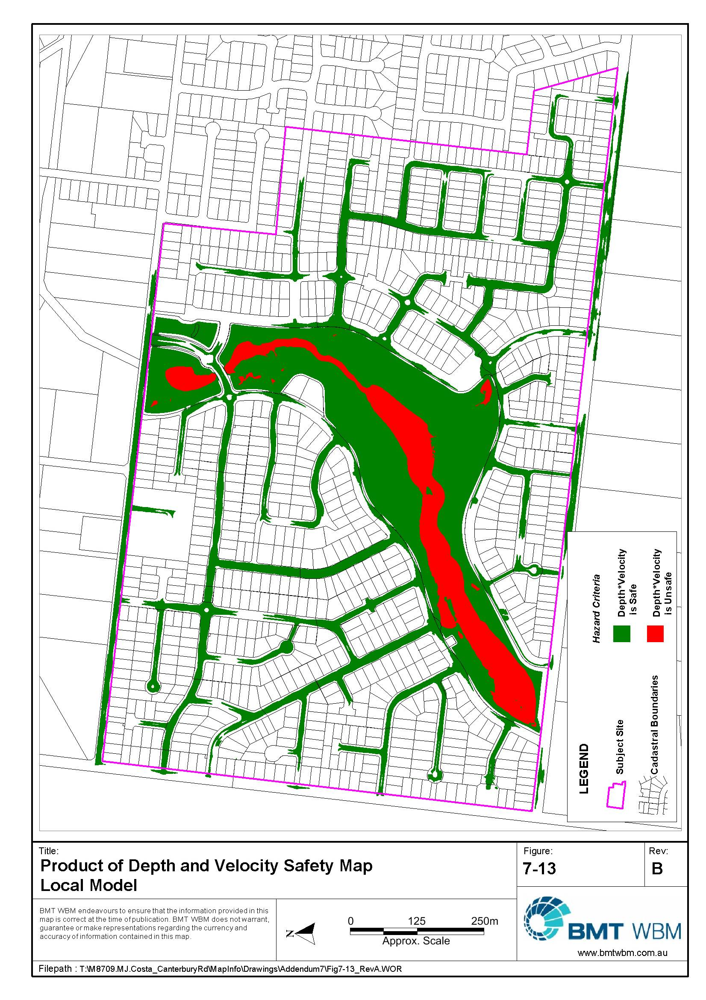 Hazard Criteria
Depth*Velocity
is Safe
Depth*Velocity
is Unsafe
LEGEND
Subject Site
Cadastral Boundaries
Title:
Product of Depth and Velocity Safety Map
Local Model
Figure:
7-13
Rev:
B
BMT WBM endeavours to ensure that the information provided in this
map is correct at the time of publication. BMT WBM does not warrant,
guarantee or make representations regarding the currency and
accuracy of information contained in this map.
N
0 125 250m
Approx. Scale
BMT WBM
www.bmtwbm.com.au
Filepath : T:\M8709.MJ.Costa_CanterburyRd\MapInfo\Drawings\Addendum7\Fig7-13_RevA.WOR